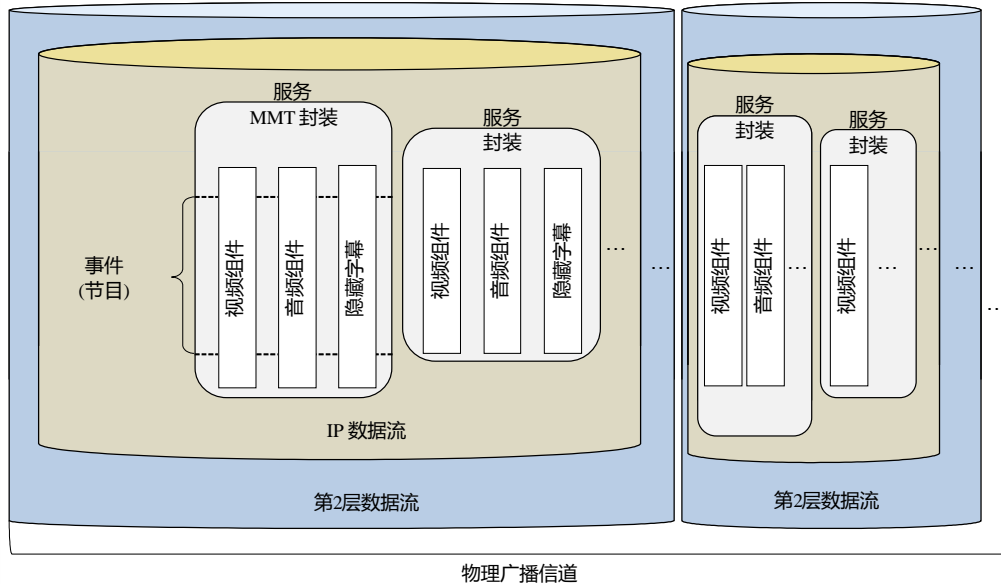 服务
MMT 封装
视频组件
音频组件
隐藏字幕
服务
封装
视频组件
音频组件
隐藏字幕
…
…
事件
(节目)
IP 数据流
第2层数据流
服务
封装
视频组件
音频组件
…
服务
封装
视频组件
…
…
…
…
第2层数据流
物理广播信道